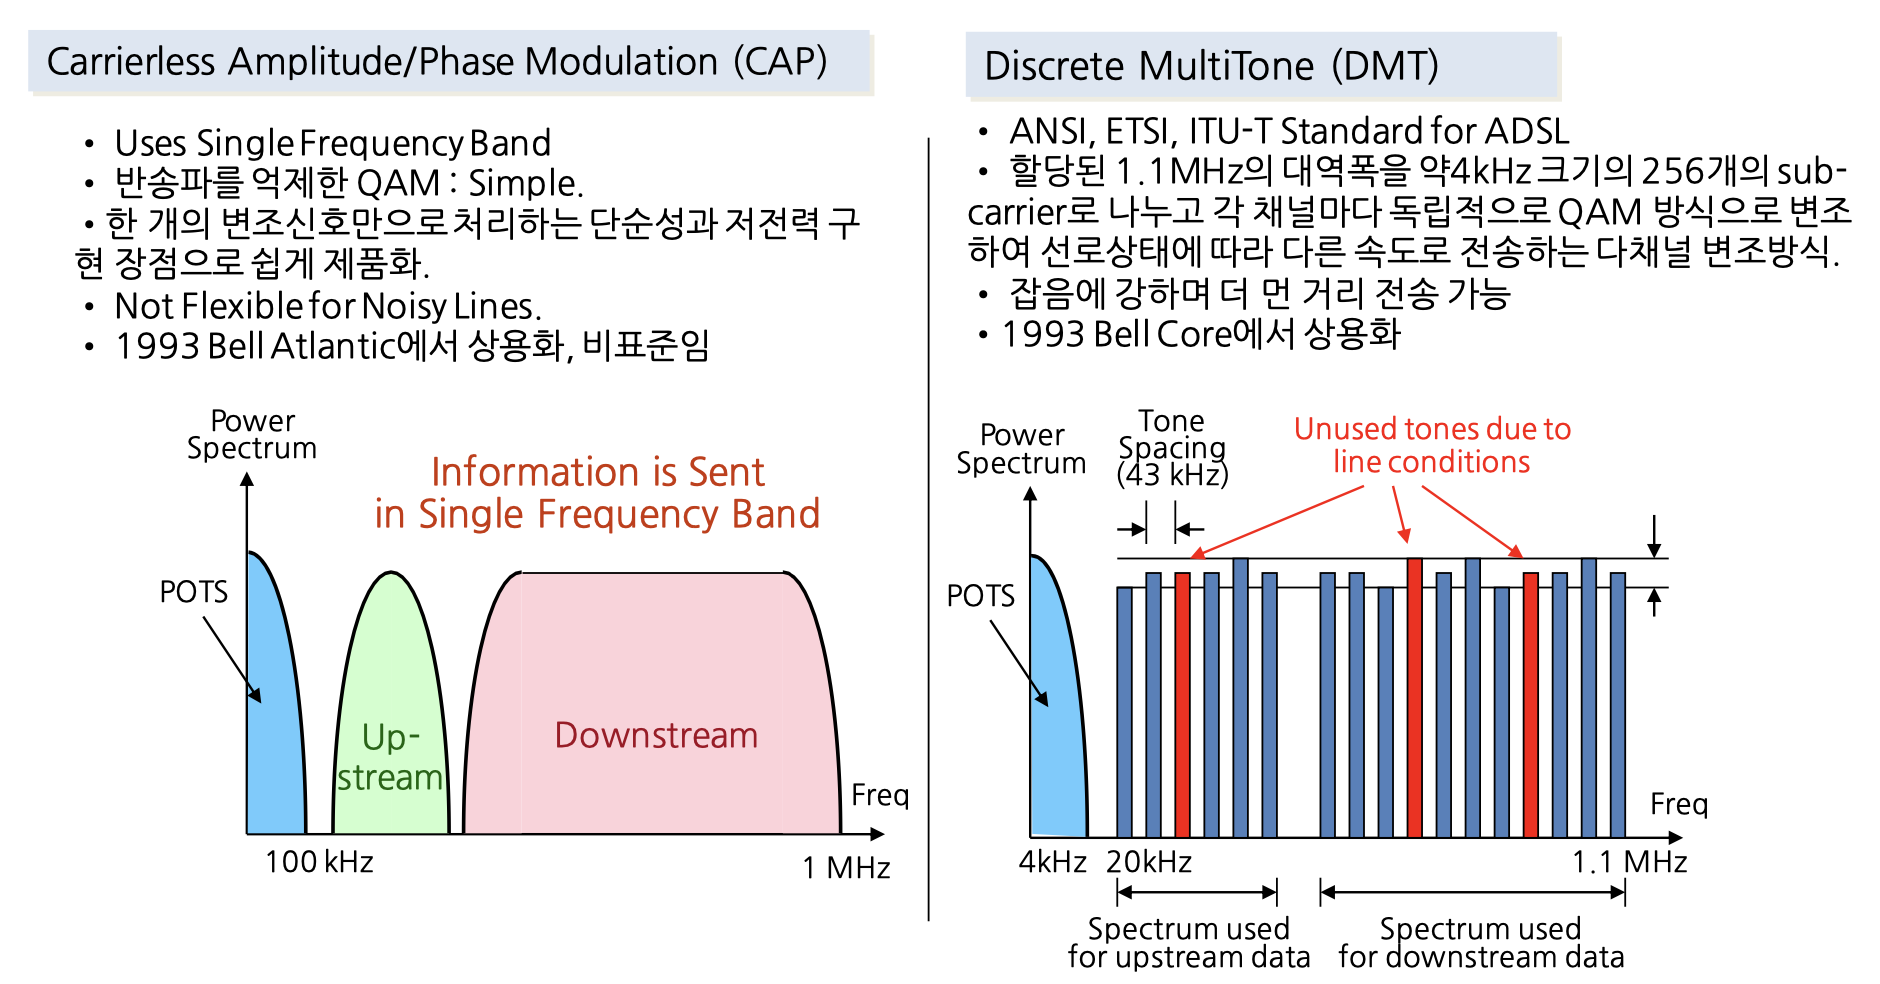 Carrierless Amplitude/Phase Modulation (CAP)
• Uses Single Frequency Band
• 반송파를 억제한 QAM : Simple.
• 한 개의 변조신호만으로 처리하는 단순성과 저전력 구
현 장점으로 쉽게 제품화.
• Not Flexible for Noisy Lines.
• 1993 Bell Atlantic에서 상용화, 비표준임
Power
Spectrum
Information is Sent
in Single Frequency Band
POTS
Up-
stream
Downstream
Freq
100 kHz
1 MHz
Discrete MultiTone (DMT)
• ANSI, ETSI, ITU-T Standard for ADSL
• 할당된 1.1MHz의 대역폭을 약4kHz 크기의 256개의 sub-
carrier로 나누고 각 채널마다 독립적으로 QAM 방식으로 변조
하여 선로상태에 따라 다른 속도로 전송하는 다채널 변조방식.
• 잡음에 강하며 더 먼 거리 전송 가능
• 1993 Bell Core에서 상용화
Power
Spectrum
Tone
Spacing
(43 kHz)
Unused tones due to
line conditions
POTS
Freq
4kHz
20kHz
1.1 MHz
Spectrum used
for upstream data
Spectrum used
for downstream data